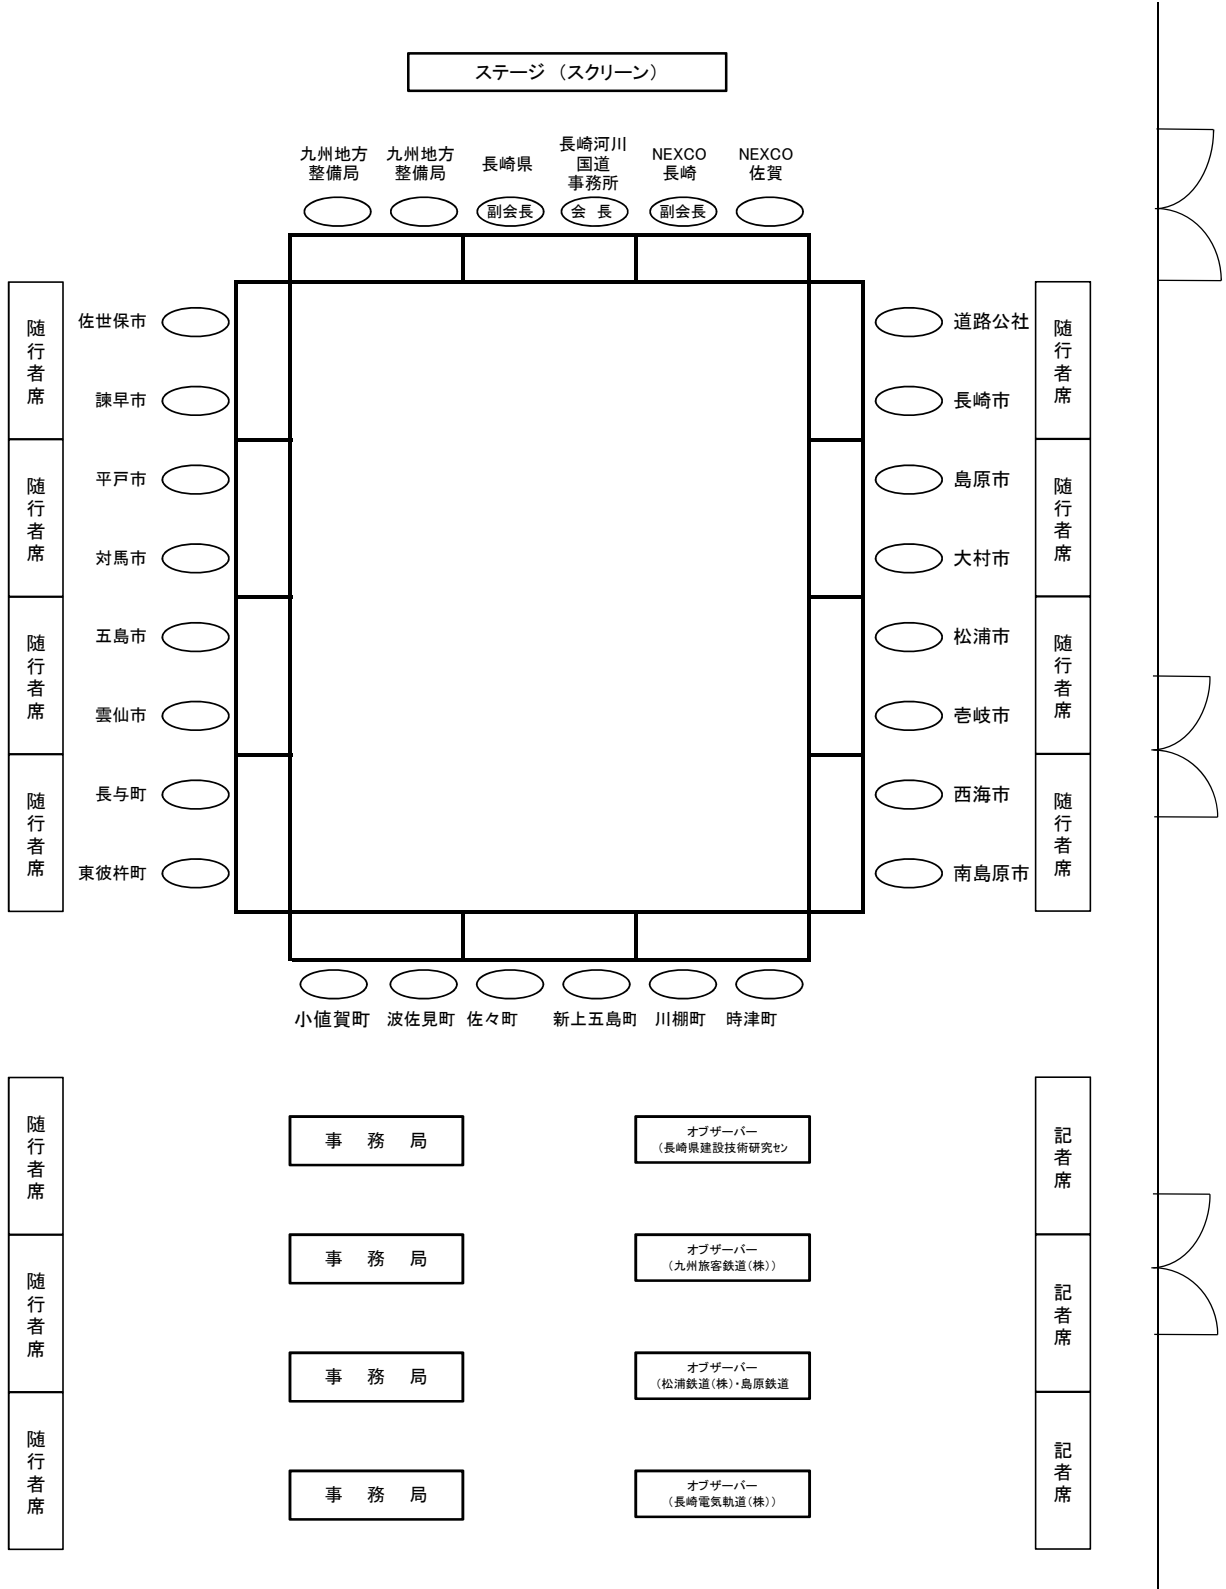 ステージ （スクリーン）
九州地方
整備局
九州地方
整備局
長崎県
長崎河川
国道
事務所
NEXCO
長崎
NEXCO
佐賀
副会長
会 長
副会長
随行者席
佐世保市
道路公社
随行者席
諫早市
長崎市
随行者席
平戸市
島原市
随行者席
対馬市
大村市
随行者席
五島市
松浦市
随行者席
雲仙市
壱岐市
随行者席
長与町
西海市
随行者席
東彼杵町
南島原市
小値賀町
波佐見町
佐々町
新上五島町
川棚町
時津町
随行者席
事 務 局
オブザーバー
（長崎県建設技術研究ｾﾝ
記者席
随行者席
事 務 局
オブザーバー
（九州旅客鉄道（株））
記者席
事 務 局
オブザーバー
（松浦鉄道（株）・島原鉄道
随行者席
事 務 局
オブザーバー
（長崎電気軌道（株））
記者席